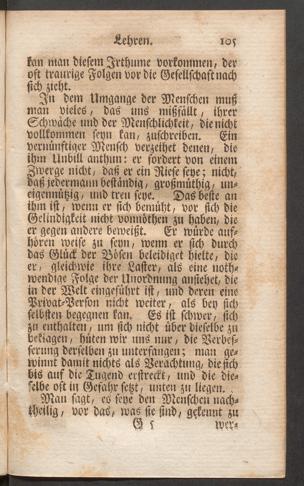 Lehren. 105
kan man diesem Irthume vorkommen, der
oft traurige Folgen vor die Gesellschaft nach
sich zieht.
In dem Umgange der Menschen muß
man vieles, das uns mißfällt, ihrer
Schwäche und der Menschlichkeit, die nicht
vollkommen seyn kan, zuschreiben. Ein
vernünftiger Mensch verzeihet denen, die
ihm Unbill anthun: er fordert von einem
Zwerge nicht, daß er ein Riese seye; nicht,
daß jedermann beständig, großmüthig, un-
eigennützig, und treu seye. Das beste an
ihm ist, wenn er sich bemüht, vor sich die
Gelindigkeit nicht vonnöthen zu haben, die
er gegen andere beweißt. Er würde auf-
hören weise zu seyn, wenn er sich durch
das Glück der Bösen beleidiget hielte, die
er, gleichwie ihre Laster, als eine noth-
wendige Folge der Unordnung ansiehet, die
in der Welt eingeführt ist, und deren eine
Privat-Person nicht weiter, als bey sich
selbsten begegnen kan. Es ist schwer, sich
zu enthalten, um sich nicht über dieselbe zu
beklagen, hüten wir uns nur, die Verbes-
serung derselben zu unterfangen; man ge-
winnt damit nichts als Verachtung, die sich
bis auf die Tugend erstreckt, und die die-
selbe oft in Gefahr setzt, unten zu liegen.
Man sagt, es seye den Menschen nach-
theilig, vor das, was sie sind, gekennt zu
G 5 wer-